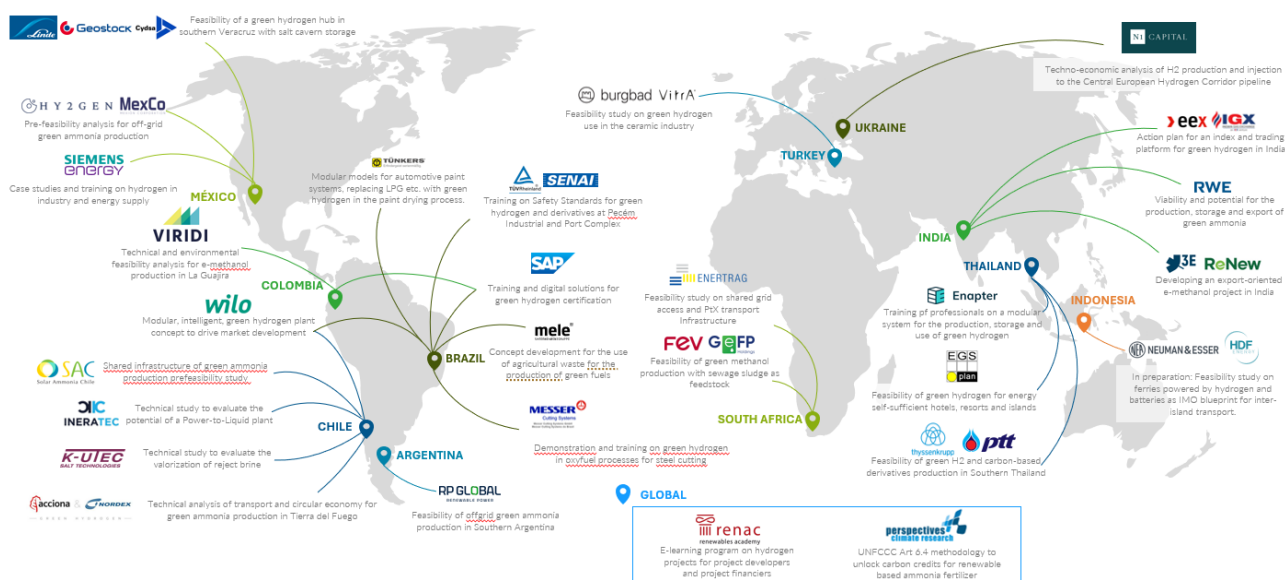 Linde
Geostock
Cydsa
Feasibility of a green hydrogen hub in
southern Veracruz with salt cavern storage
N1 CAPITAL
Techno-economic analysis of H2 production and injection
to the Central European Hydrogen Corridor pipeline
HY2GEN MexCo
Pre-feasibility analysis for off-grid
green ammonia production
SIEMENS
energy
Case studies and training on hydrogen in
industry and energy supply
MÉXICO
VIRIDI
Technical and environmental
feasibility analysis for e-methanol
production in La Guajira
COLOMBIA
wilo
Modular, intelligent, green hydrogen plant
concept to drive market development
SAC
Solar Ammonia Chile
Shared infrastructure of green ammonia
production prefeasibility study
INERATEC
Technical study to evaluate the
potential of a Power-to-Liquid plant
CHILE
K-UTEC
SALT TECHNOLOGIES
Technical study to evaluate the
valorization of reject brine
acciona & NORDEX
GREEN HYDROGEN
Technical analysis of transport and circular economy for
green ammonia production in Tierra del Fuego
TÜNKERS
Modular models for automotive paint
systems, replacing LPG etc. with green
hydrogen in the paint drying process.
TÜVRheinland
SENAI
Training on Safety Standards for green
hydrogen and derivatives at Pecém
Industrial and Port Complex
SAP
Training and digital solutions for
green hydrogen certification
mele
Concept development for the use
of agricultural waste for the
production of green fuels
BRAZIL
MESSER
Cutting Systems
Demonstration and training on green hydrogen
in oxyfuel processes for steel cutting
ARGENTINA
RP GLOBAL
RENEWABLE POWER
Feasibility of offgrid green ammonia
production in Southern Argentina
burgbad VitrA
Feasibility study on green hydrogen
use in the ceramic industry
UKRAINE
TURKEY
ENERTRAG
Feasibility study on shared grid
access and PtX transport
Infrastructure
FEV GEFP
Holdings
Feasibility of green methanol
production with sewage sludge as
feedstock
SOUTH AFRICA
eex IGX
Action plan for an index and trading
platform for green hydrogen in India
RWE
Viability and potential for the
production, storage and export of
green ammonia
INDIA
3E ReNew
Developing an export-oriented
e-methanol project in India
THAILAND
Enapter
Training pf professionals on a modular
system for the production, storage and
use of green hydrogen
EGS
plan
Feasibility of green hydrogen for energy
self-sufficient hotels, resorts and islands
thyssenkrupp
ptt
Feasibility of green H2 and carbon-based
derivatives production in Southern Thailand
INDONESIA
NEUMAN & ESSER
HDF
ENERGY
In preparation: Feasibility study on
ferries powered by hydrogen and
batteries as IMO blueprint for inter-
island transport.
GLOBAL
renac
renewables academy
E-learning program on hydrogen
projects for project developers
and project financiers
perspectives
climate research
UNFCCC Art 6.4 methodology to
unlock carbon credits for renewable
based ammonia fertilizer